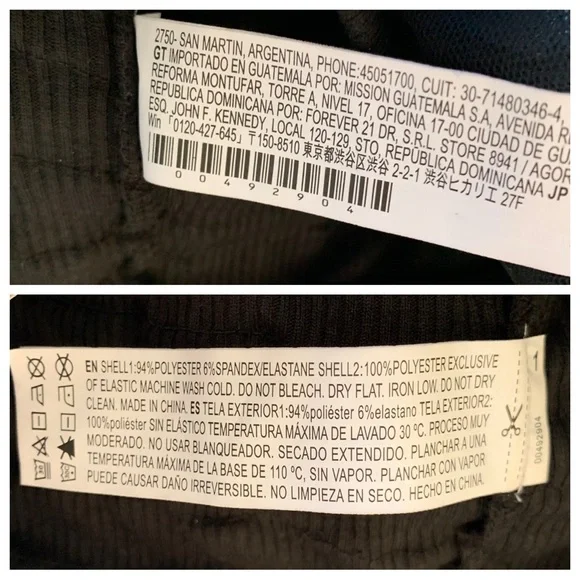 2750- SAN MARTIN, ARGENTINA, PHONE:45051700, CUIT: 30-71480346-4,
GT IMPORTADO EN GUATEMALA POR: MISSION GUATEMALA S.A, AVENIDA RE
REFORMA MONTUFAR, TORRE A, NIVEL 17, OFICINA 17-00 CIUDAD DE GUA
REPUBLICA DOMINICANA POR: FOREVER 21 DR, S.R.L. STORE 8941 / AGOR
ESQ. JOHN F. KENNEDY, LOCAL 120-129, STO, REPÚBLICA DOMINICANA JP
Win 「0120-427-645」 〒150-8510 東京都渋谷区渋谷 2-2-1 渋谷ヒカリエ 27F
00492904
EN SHELL1:94%POLYESTER 6%SPANDEX/ELASTANE SHELL2:100%POLYESTER EXCLUSIVE
OF ELASTIC MACHINE WASH COLD. DO NOT BLEACH. DRY FLAT. IRON LOW. DO NOT DRY
CLEAN. MADE IN CHINA. ES TELA EXTERIOR1:94%poliéster 6%elastano TELA EXTERIOR2:
100%poliéster SIN ELÁSTICO TEMPERATURA MÁXIMA DE LAVADO 30 ºC. PROCESO MUY
MODERADO. NO USAR BLANQUEADOR. SECADO EXTENDIDO. PLANCHAR A UNA
TEMPERATURA MÁXIMA DE LA BASE DE 110 ºC, SIN VAPOR. PLANCHAR CON VAPOR
PUEDE CAUSAR DAÑO IRREVERSIBLE. NO LIMPIEZA EN SECO. HECHO EN CHINA.
1
00492904